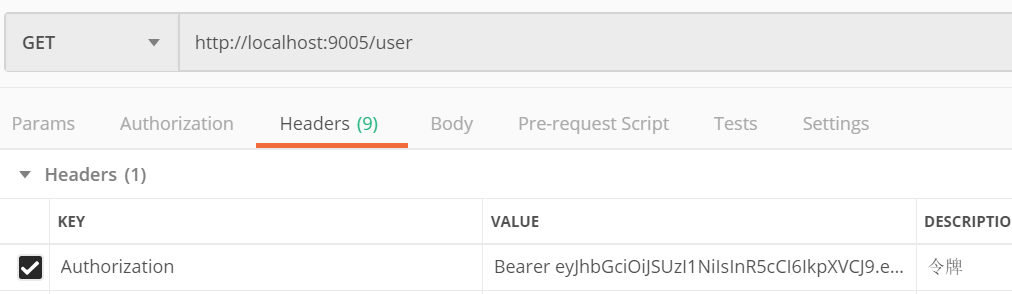 GET http://localhost:9005/user
Params Authorization Headers (9) Body Pre-request Script Tests Settings
Headers (1)
KEY VALUE DESCRIPTIO
Authorization Bearer eyJhbGciOiJSUzI1NiIsInR5cCI6IkpXVCJ9.e... 令牌